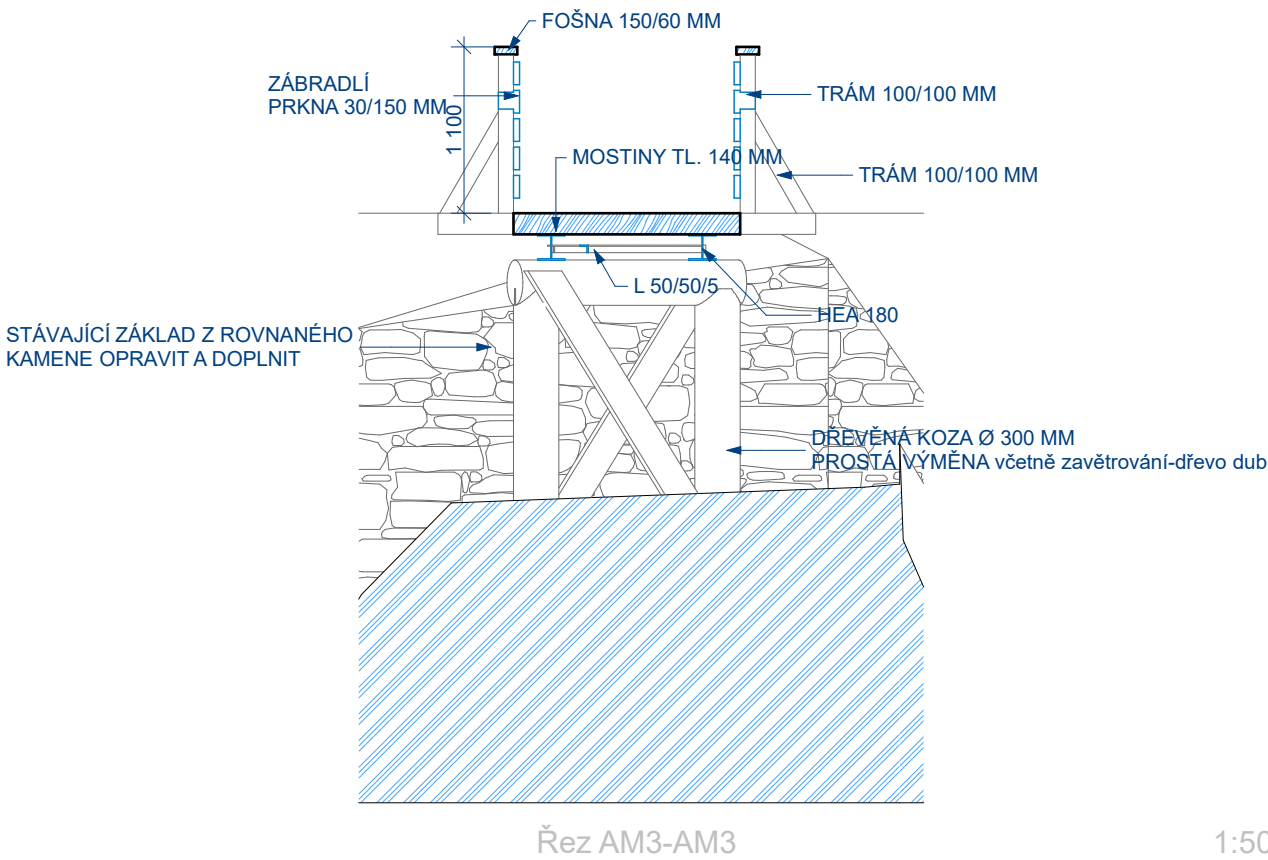 FOŠNA 150/60 MM
ZÁBRADLÍ
PRKNA 30/150 MM
TRÁM 100/100 MM
1 100
MOSTINY TL. 140 MM
TRÁM 100/100 MM
L 50/50/5
HEA 180
STÁVAJÍCÍ ZÁKLAD Z ROVNANÉHO
KAMENE OPRAVIT A DOPLNIT
DŘEVĚNÁ KOZA Ø 300 MM
PROSTÁ VÝMĚNA včetně zavětrování-dřevo dub
Řez AM3-AM3
1:50